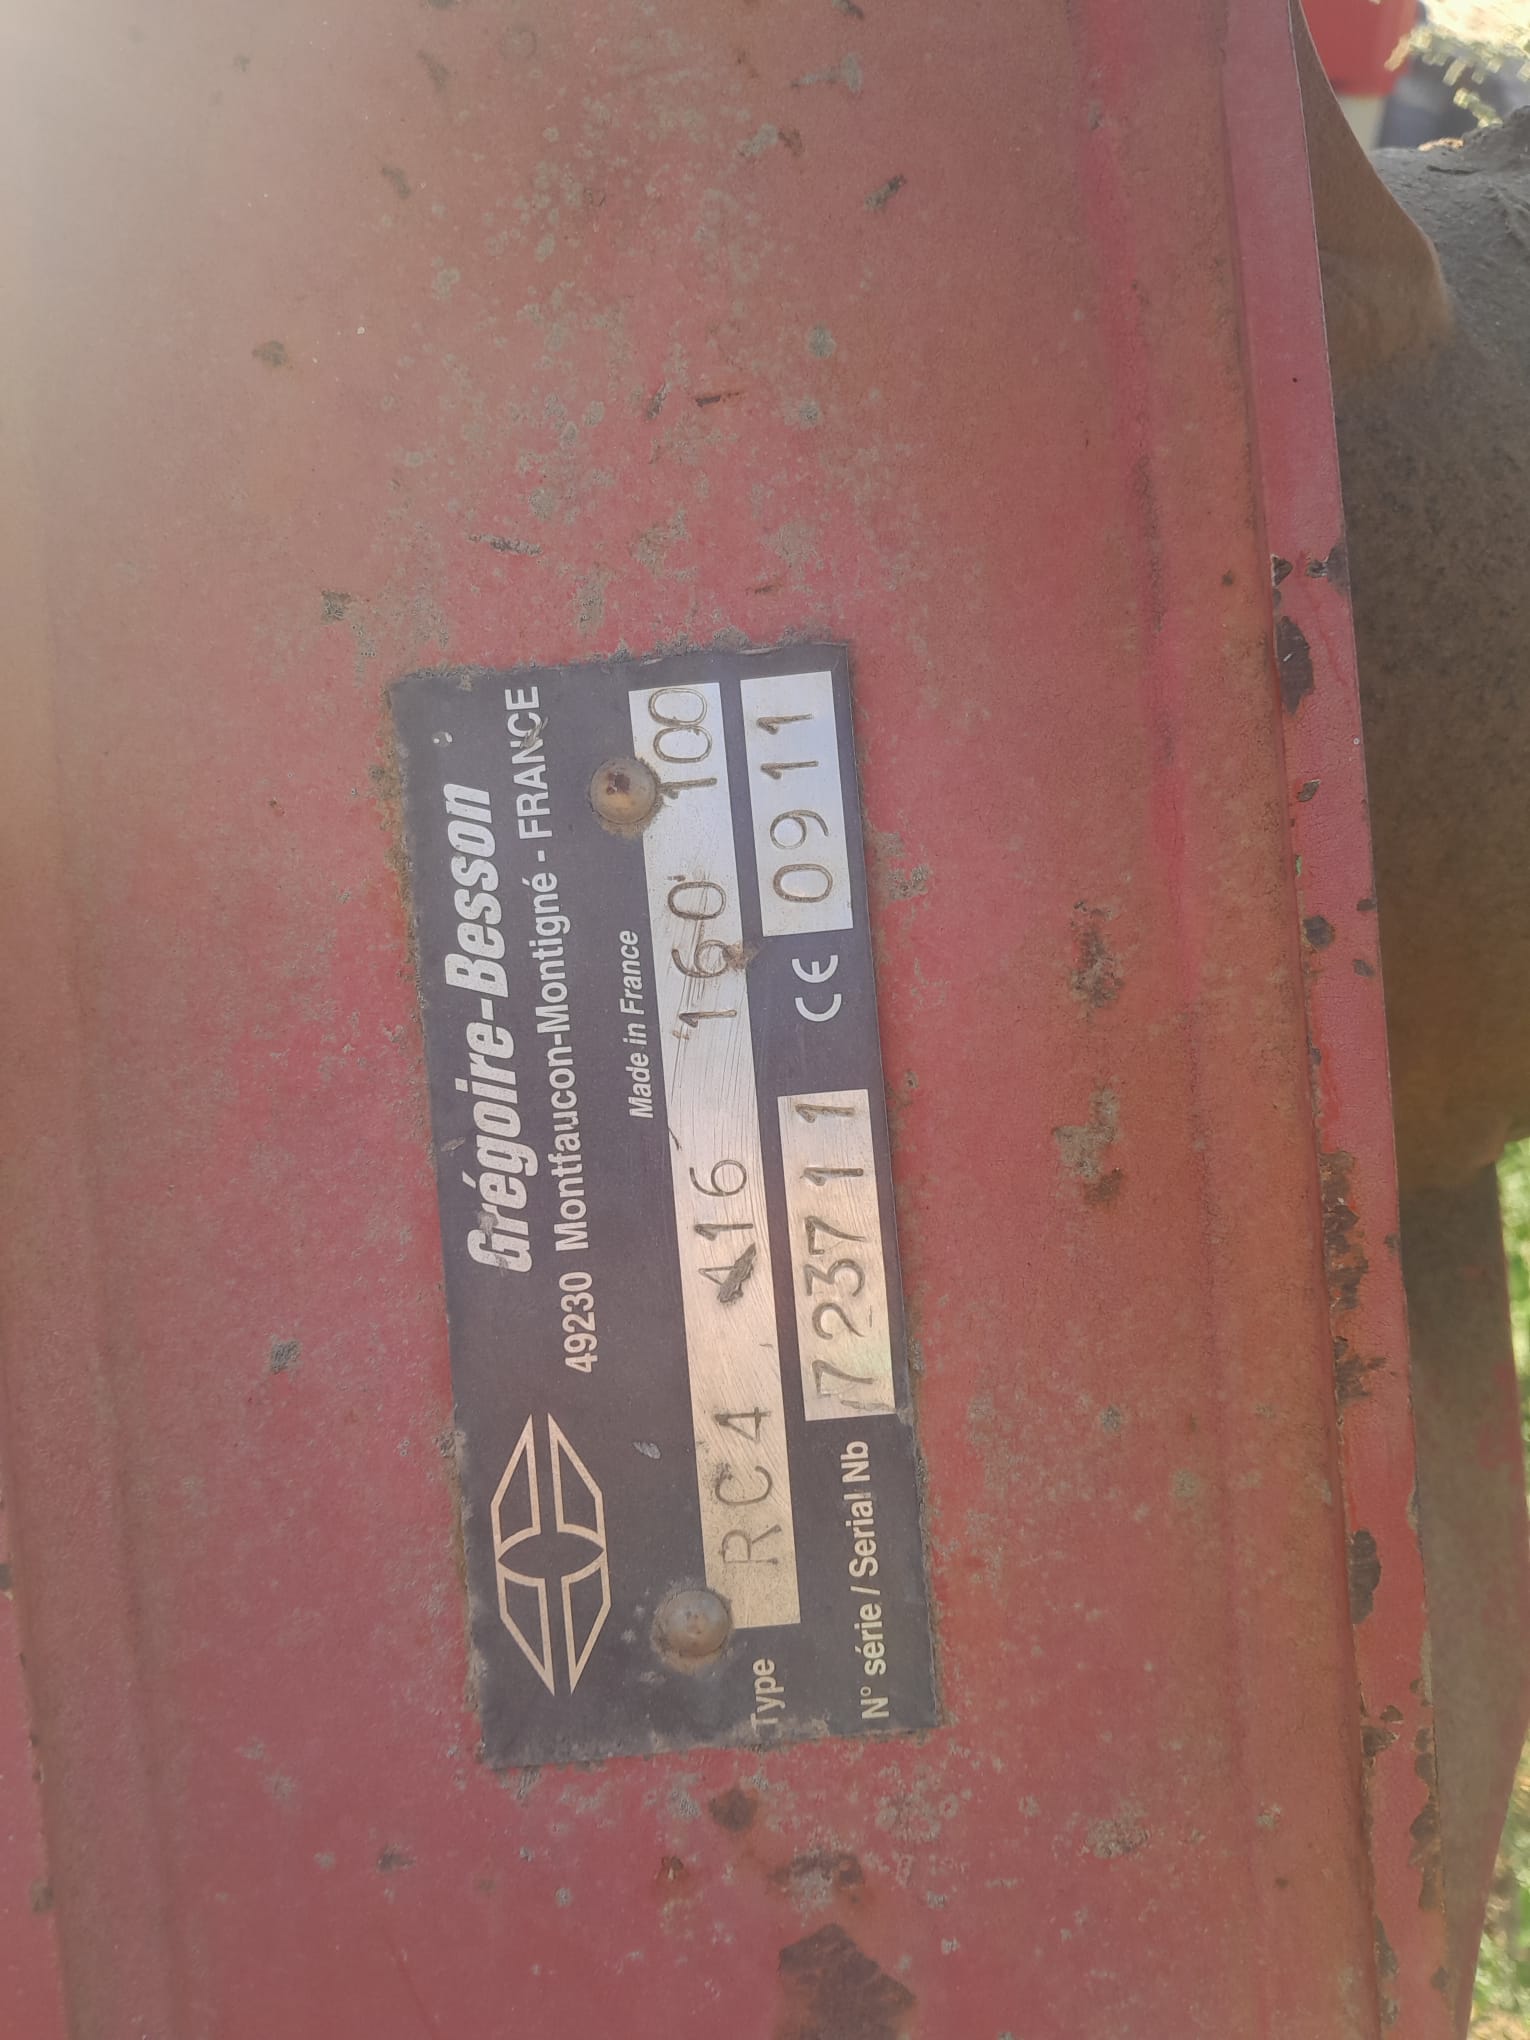 Grégoire-Besson
49230 Montfaucon-Montigné - FRANCE
Made in France
Type RC4 416 160 100
N° série / Serial Nb 723711 CE 0911